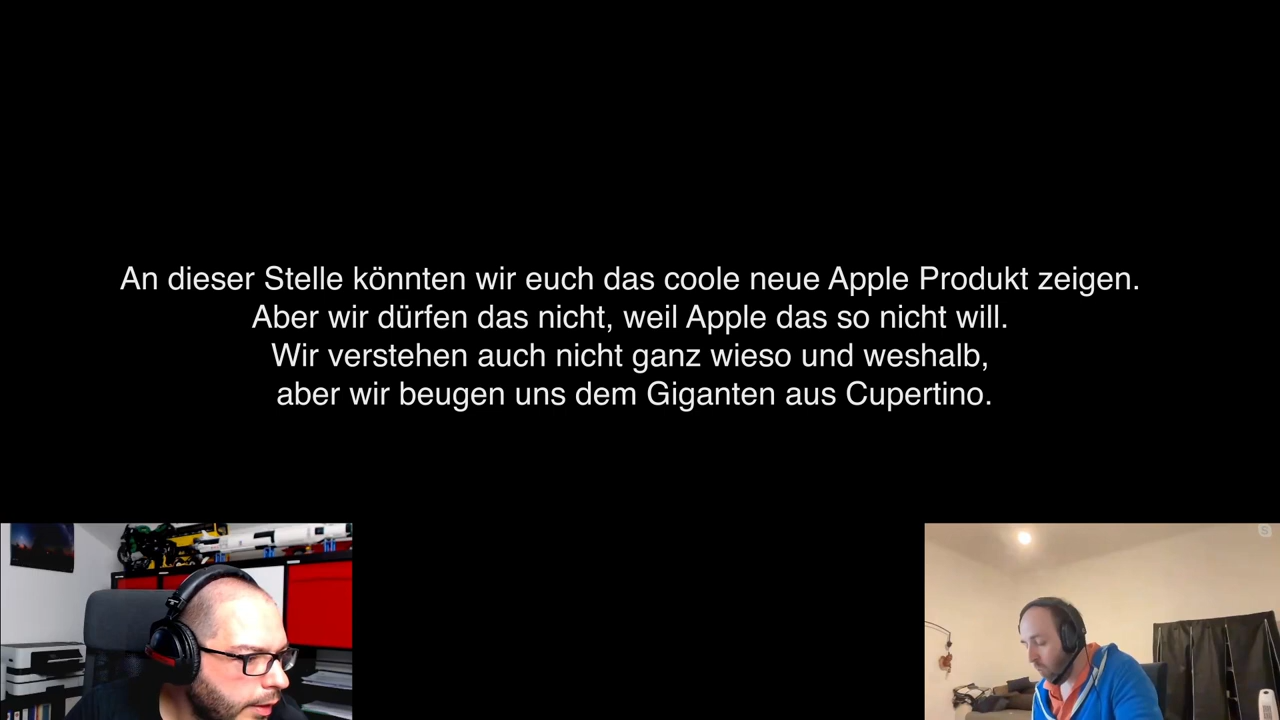 An dieser Stelle könnten wir euch das coole neue Apple Produkt zeigen.
Aber wir dürfen das nicht, weil Apple das so nicht will.
Wir verstehen auch nicht ganz wieso und weshalb,
aber wir beugen uns dem Giganten aus Cupertino.